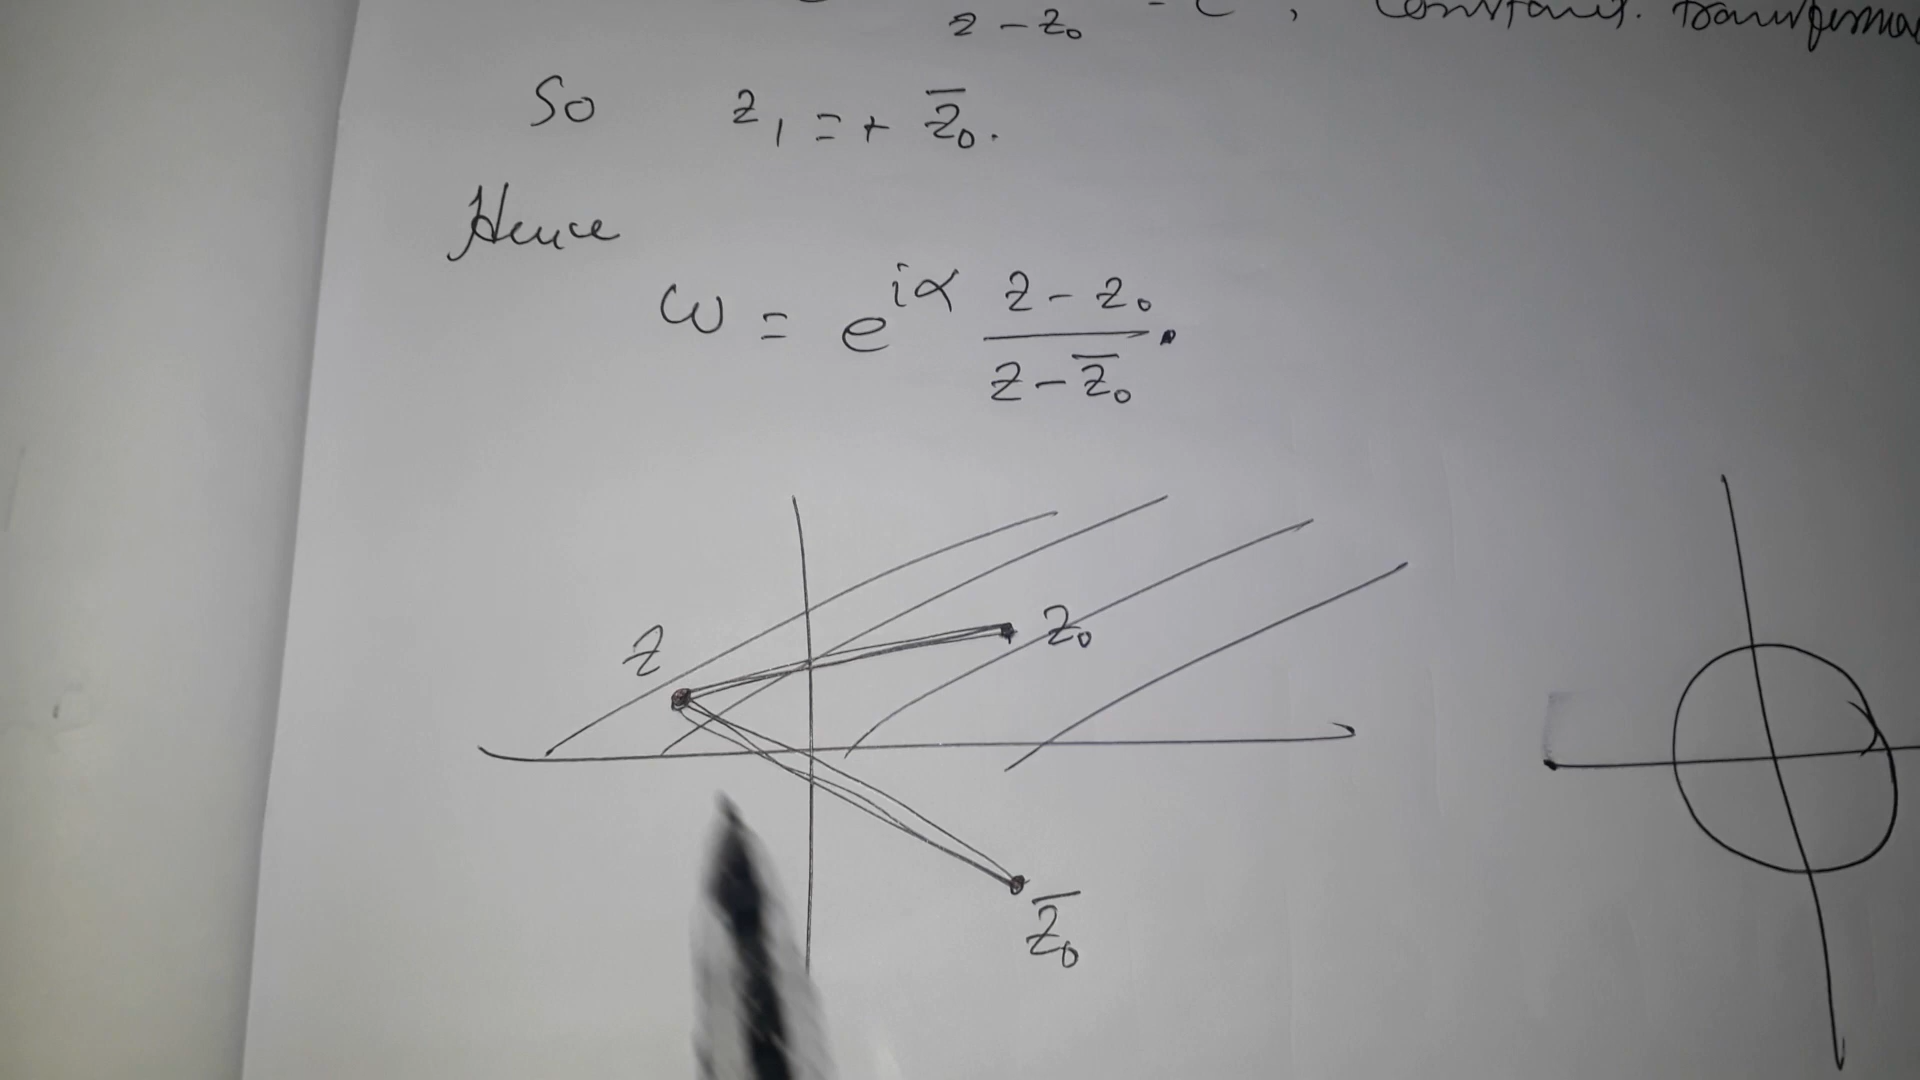 z - z₀
So z₁ = + z̄₀.
Hence
ω = e^{iα} (z - z₀)/(z - z̄₀).
z
z₀
z̄₀